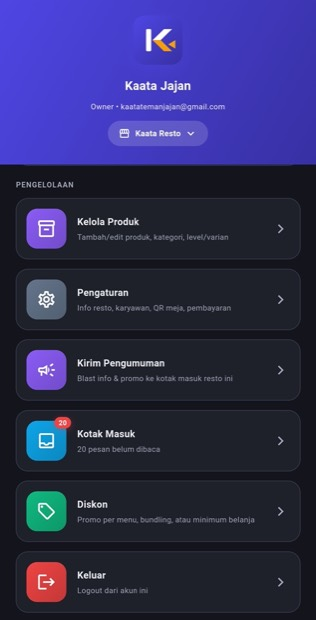 Kaata Jajan
Owner • kaatatemanjajan@gmail.com
Kaata Resto
PENGELOLAAN
Kelola Produk
Tambah/edit produk, kategori, level/varian
Pengaturan
Info resto, karyawan, QR meja, pembayaran
Kirim Pengumuman
Blast info & promo ke kotak masuk resto ini
20
Kotak Masuk
20 pesan belum dibaca
Diskon
Promo per menu, bundling, atau minimum belanja
Keluar
Logout dari akun ini